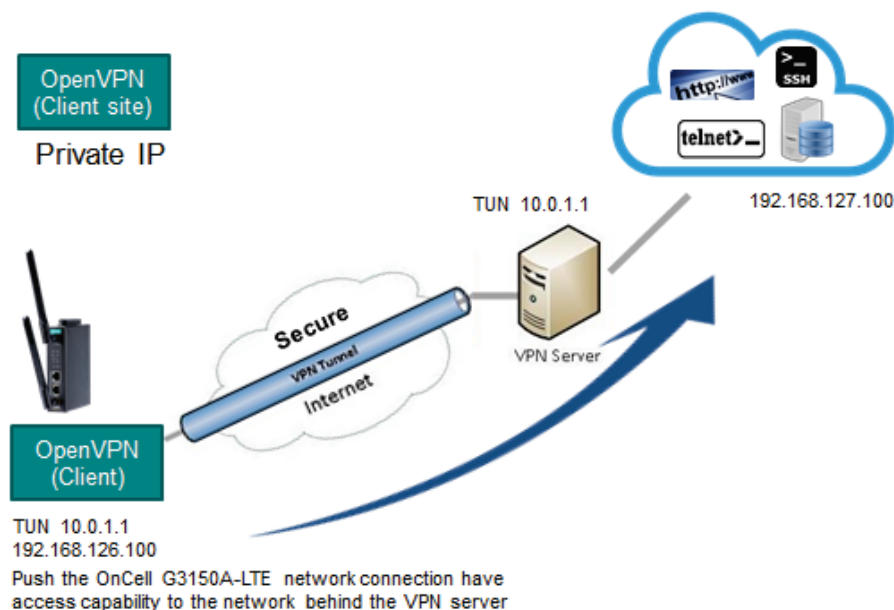 OpenVPN
(Client site)
Private IP
http://www
>_
SSH
telnet>_
192.168.127.100
TUN 10.0.1.1
VPN Server
Secure
VPN Tunnel
Internet
OpenVPN
(Client)
TUN 10.0.1.1
192.168.126.100
Push the OnCell G3150A-LTE network connection have
access capability to the network behind the VPN server